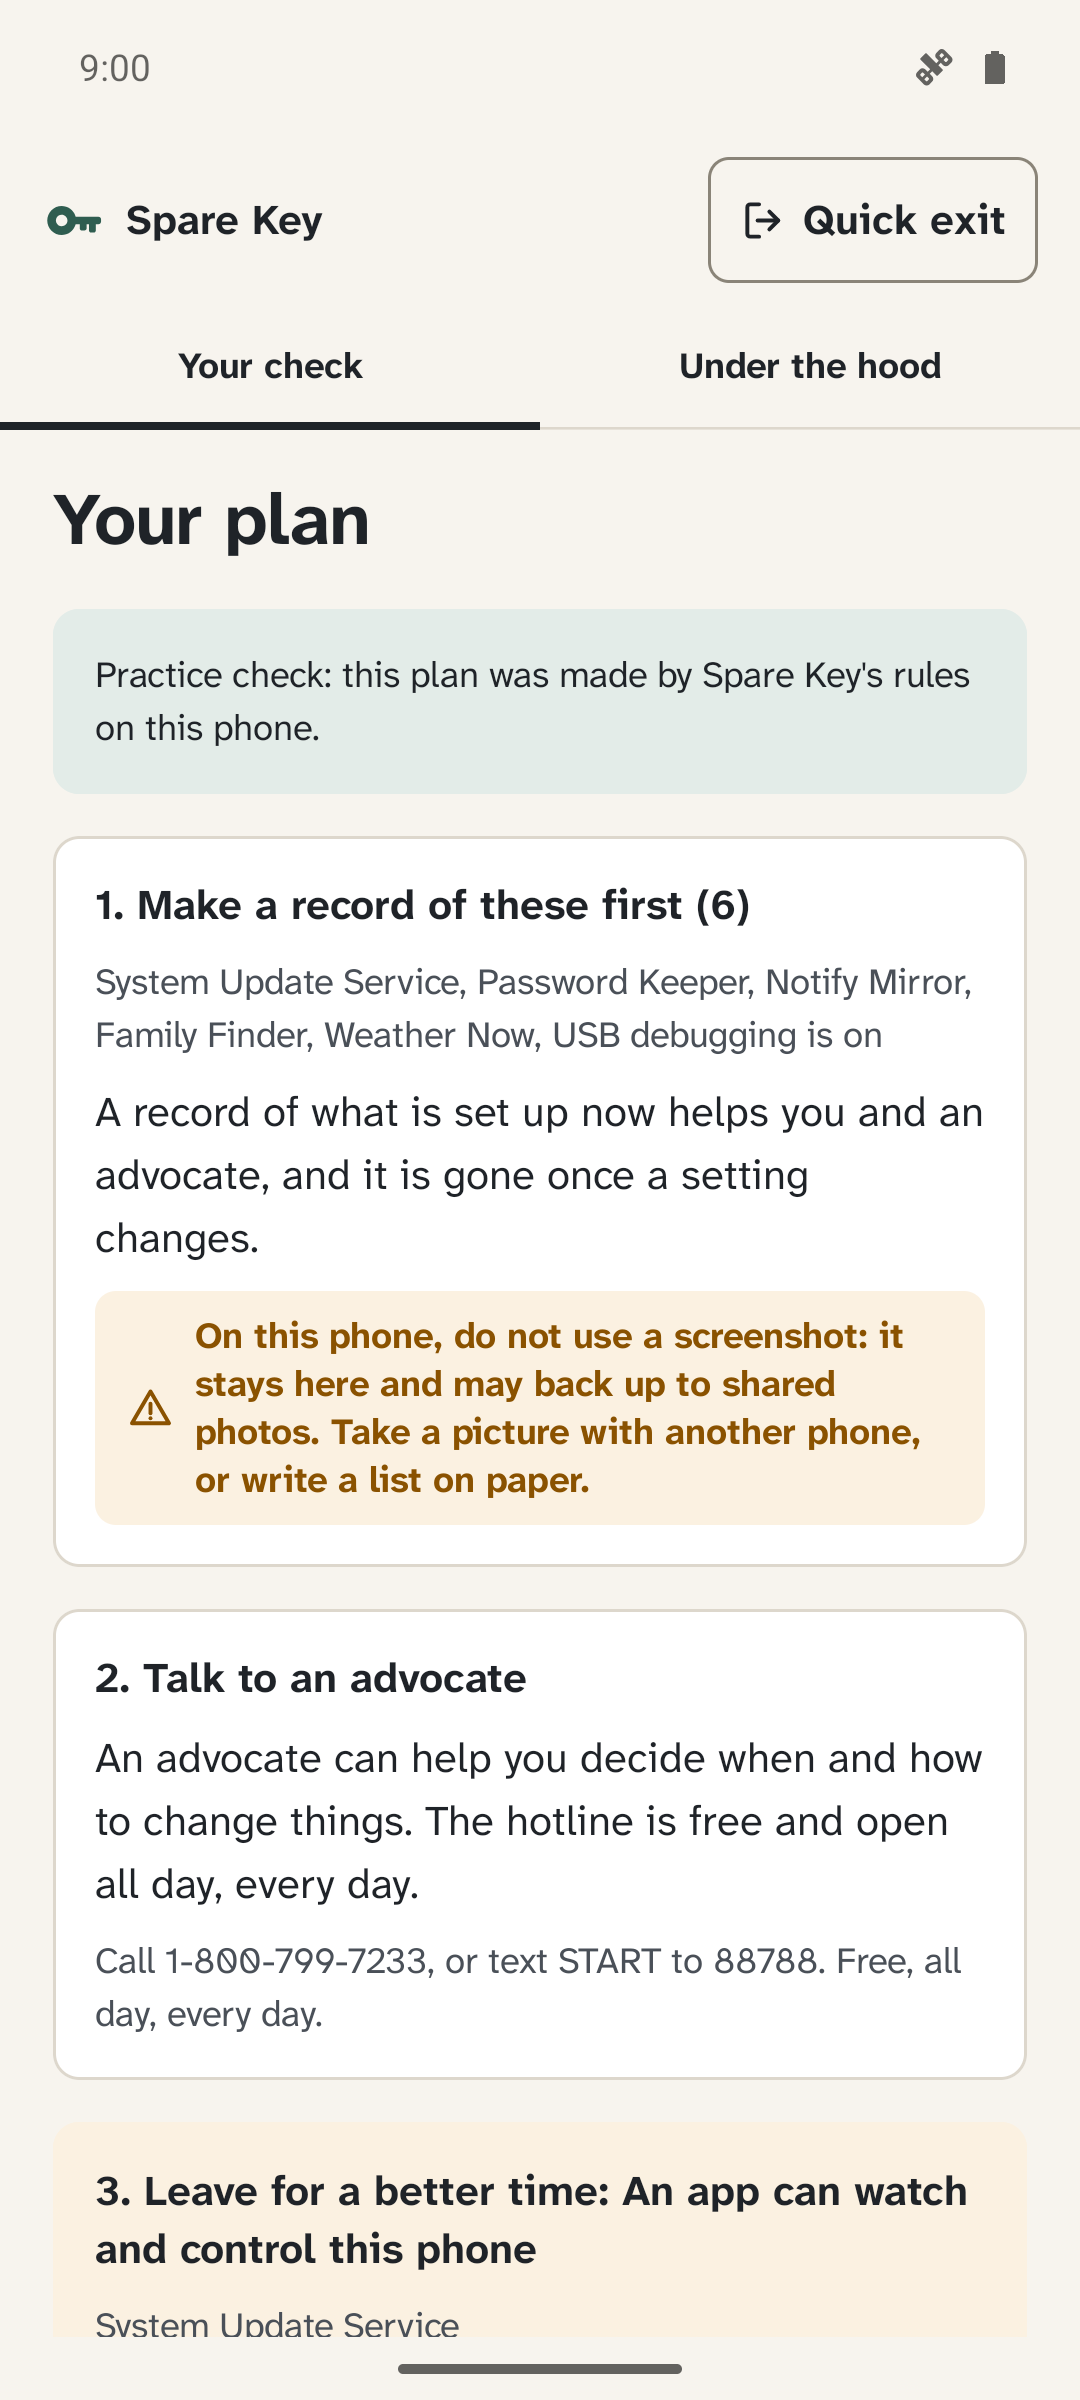 9:00
Spare Key
Quick exit
Your check
Under the hood
Your plan
Practice check: this plan was made by Spare Key's rules
on this phone.
1. Make a record of these first (6)
System Update Service, Password Keeper, Notify Mirror,
Family Finder, Weather Now, USB debugging is on
A record of what is set up now helps you and an
advocate, and it is gone once a setting
changes.
On this phone, do not use a screenshot: it
stays here and may back up to shared
photos. Take a picture with another phone,
or write a list on paper.
2. Talk to an advocate
An advocate can help you decide when and how
to change things. The hotline is free and open
all day, every day.
Call 1-800-799-7233, or text START to 88788. Free, all
day, every day.
3. Leave for a better time: An app can watch
and control this phone
System Update Service